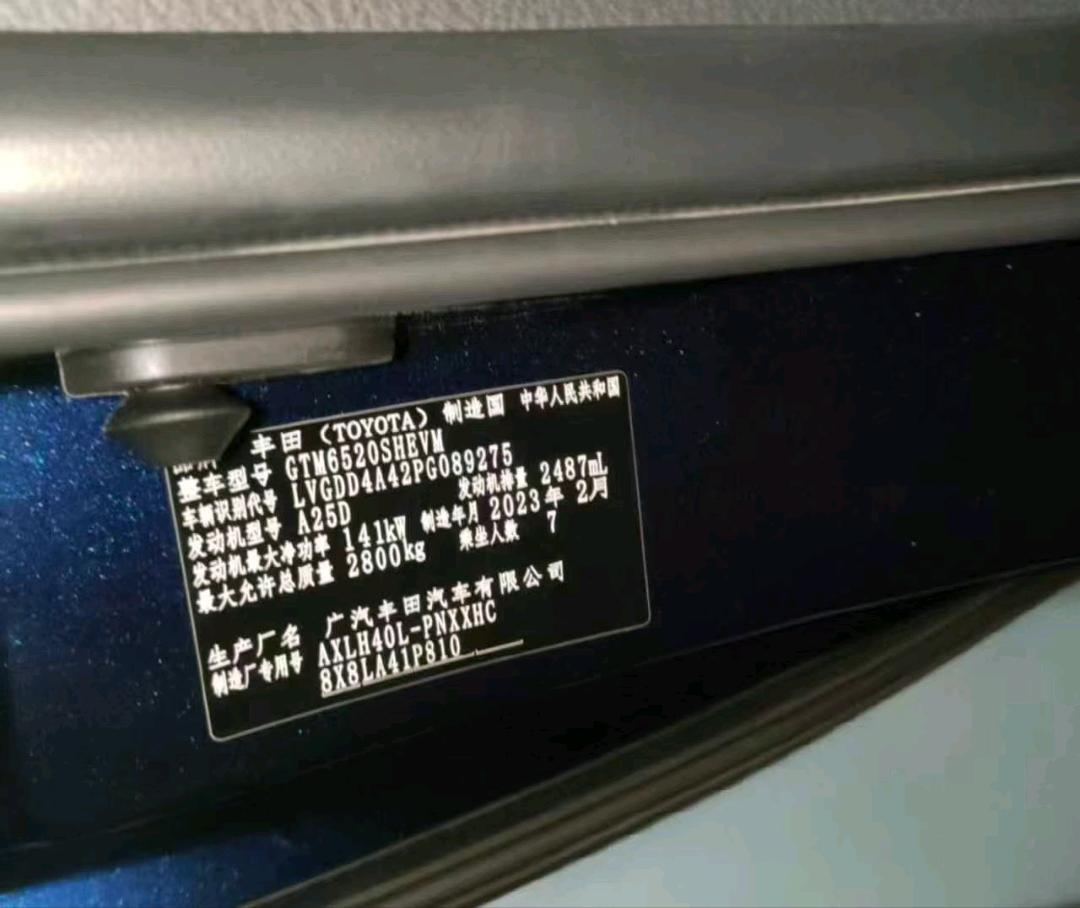 丰田（TOYOTA） 制造国 中华人民共和国
整车型号 GTM6520SHEVM
车辆识别代号 LVGDD4A42PG089275
发动机型号 A25D 发动机排量 2487mL
发动机最大净功率 141kW 制造年月 2023年 2月
最大允许总质量 2800kg 乘坐人数 7
生产厂名 广汽丰田汽车有限公司
制造厂专用号 AXLH40L-PNXXHC
8X8LA41P810